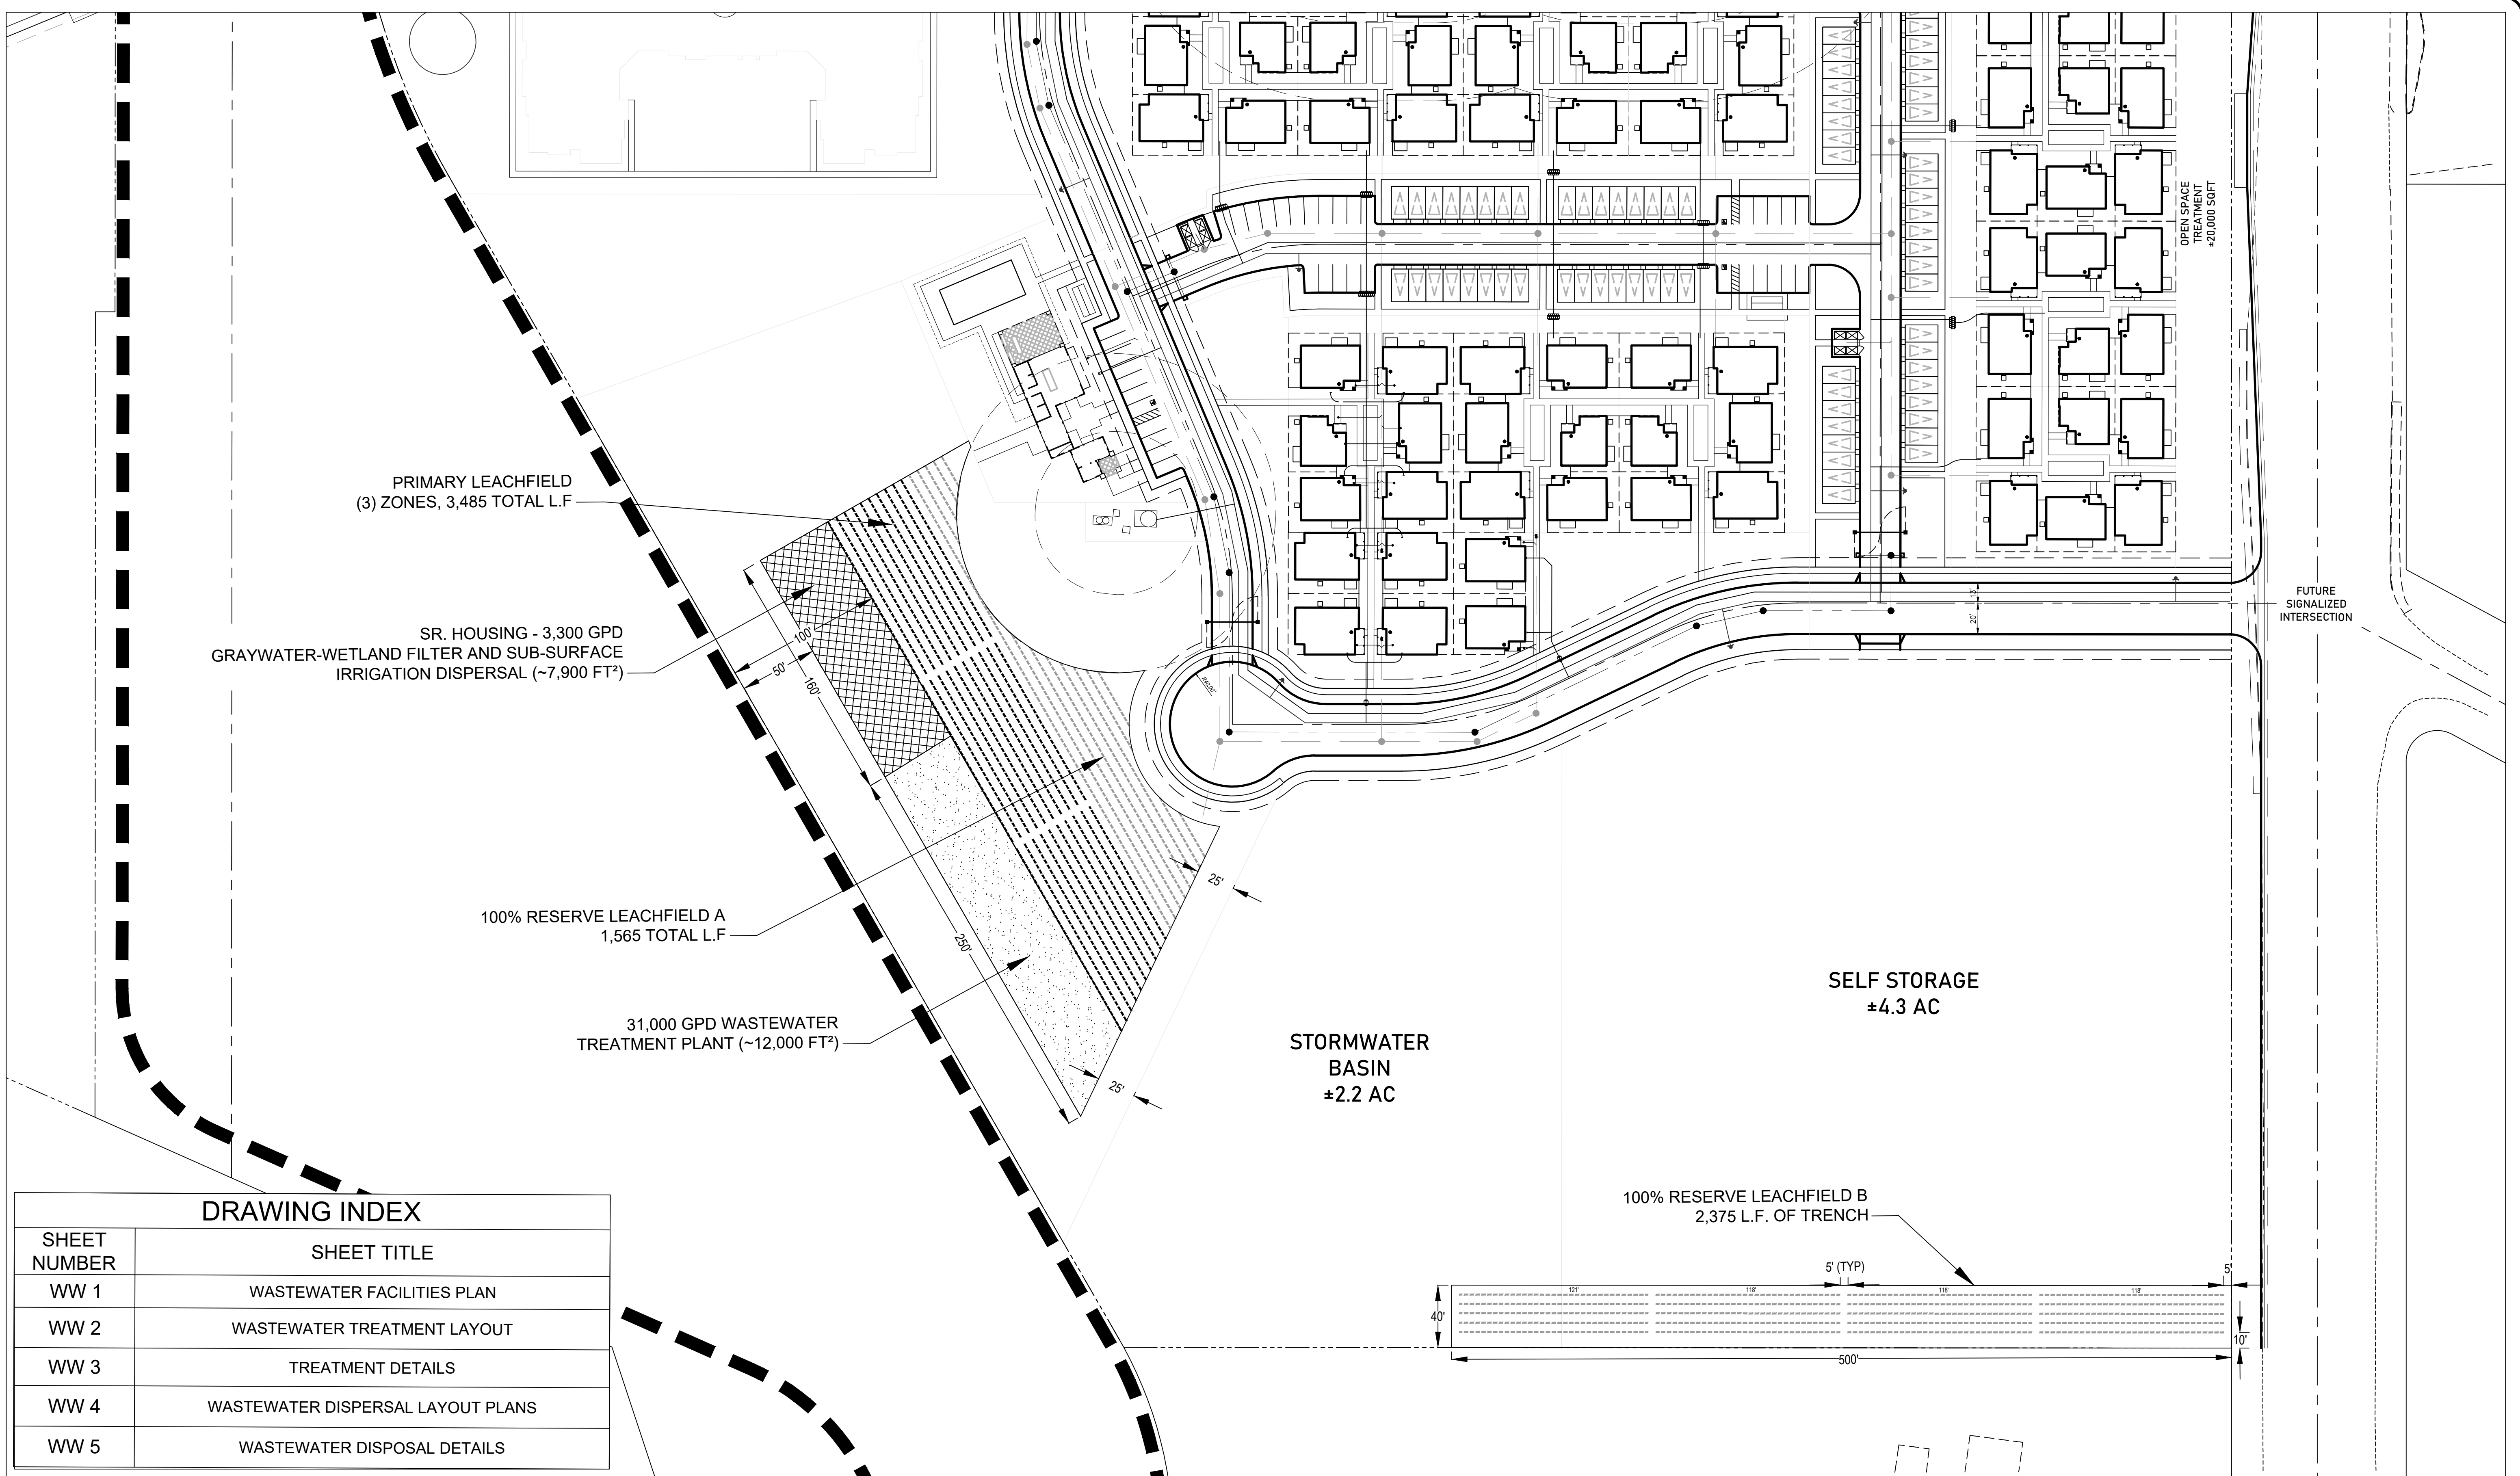 OPEN SPACE
TREATMENT
±20,000 SQFT
PRIMARY LEACHFIELD
(3) ZONES, 3,485 TOTAL L.F
SR. HOUSING - 3,300 GPD
GRAYWATER-WETLAND FILTER AND SUB-SURFACE
IRRIGATION DISPERSAL (~7,900 FT²)
100'
50'
160'
R40.00'
13'
20'
FUTURE
SIGNALIZED
INTERSECTION
100% RESERVE LEACHFIELD A
1,565 TOTAL L.F
25'
250'
31,000 GPD WASTEWATER
TREATMENT PLANT (~12,000 FT²)
25'
STORMWATER
BASIN
±2.2 AC
SELF STORAGE
±4.3 AC
100% RESERVE LEACHFIELD B
2,375 L.F. OF TRENCH
5' (TYP)
5'
121'
118'
118'
118'
40'
10'
500'
DRAWING INDEX
SHEET
NUMBER
SHEET TITLE
WW 1
WASTEWATER FACILITIES PLAN
WW 2
WASTEWATER TREATMENT LAYOUT
WW 3
TREATMENT DETAILS
WW 4
WASTEWATER DISPERSAL LAYOUT PLANS
WW 5
WASTEWATER DISPOSAL DETAILS